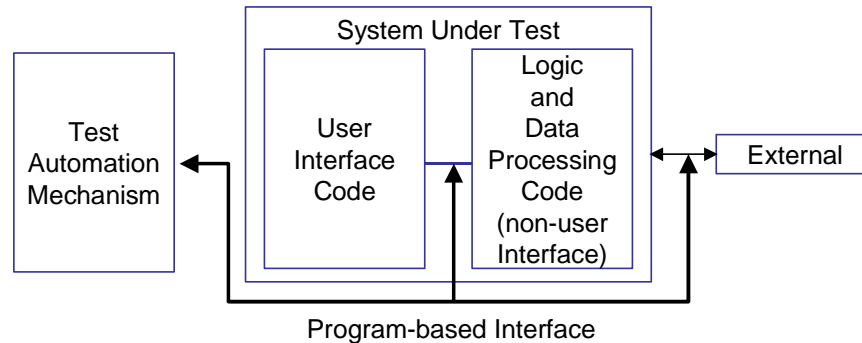 System Under Test
Test
Automation
Mechanism
User
Interface
Code
Logic
and
Data
Processing
Code
(non-user
Interface)
External
Program-based Interface